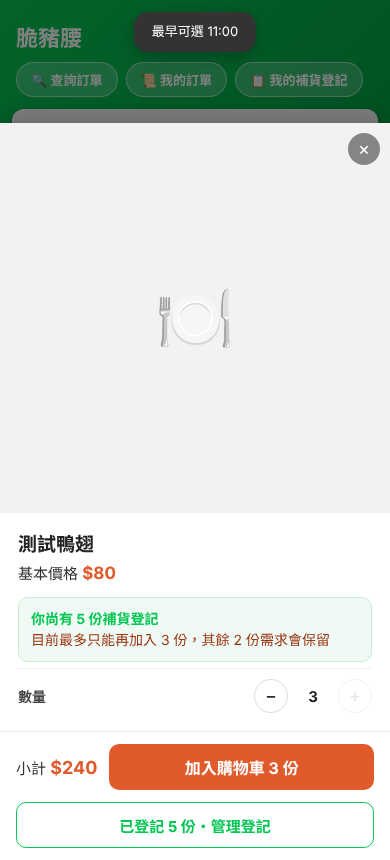 最早可選 11:00
脆豬腰
🔍 查詢訂單
📜 我的訂單
📋 我的補貨登記
×
測試鴨翅
基本價格 $80
你尚有 5 份補貨登記
目前最多只能再加入 3 份，其餘 2 份需求會保留
數量
− 3 +
小計 $240
加入購物車 3 份
已登記 5 份・管理登記